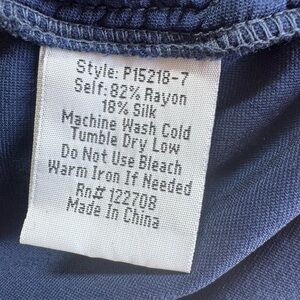 Style: P15218-7
Self: 82% Rayon
18% Silk
Machine Wash Cold
Tumble Dry Low
Do Not Use Bleach
Warm Iron If Needed
Rn# 122708
Made In China